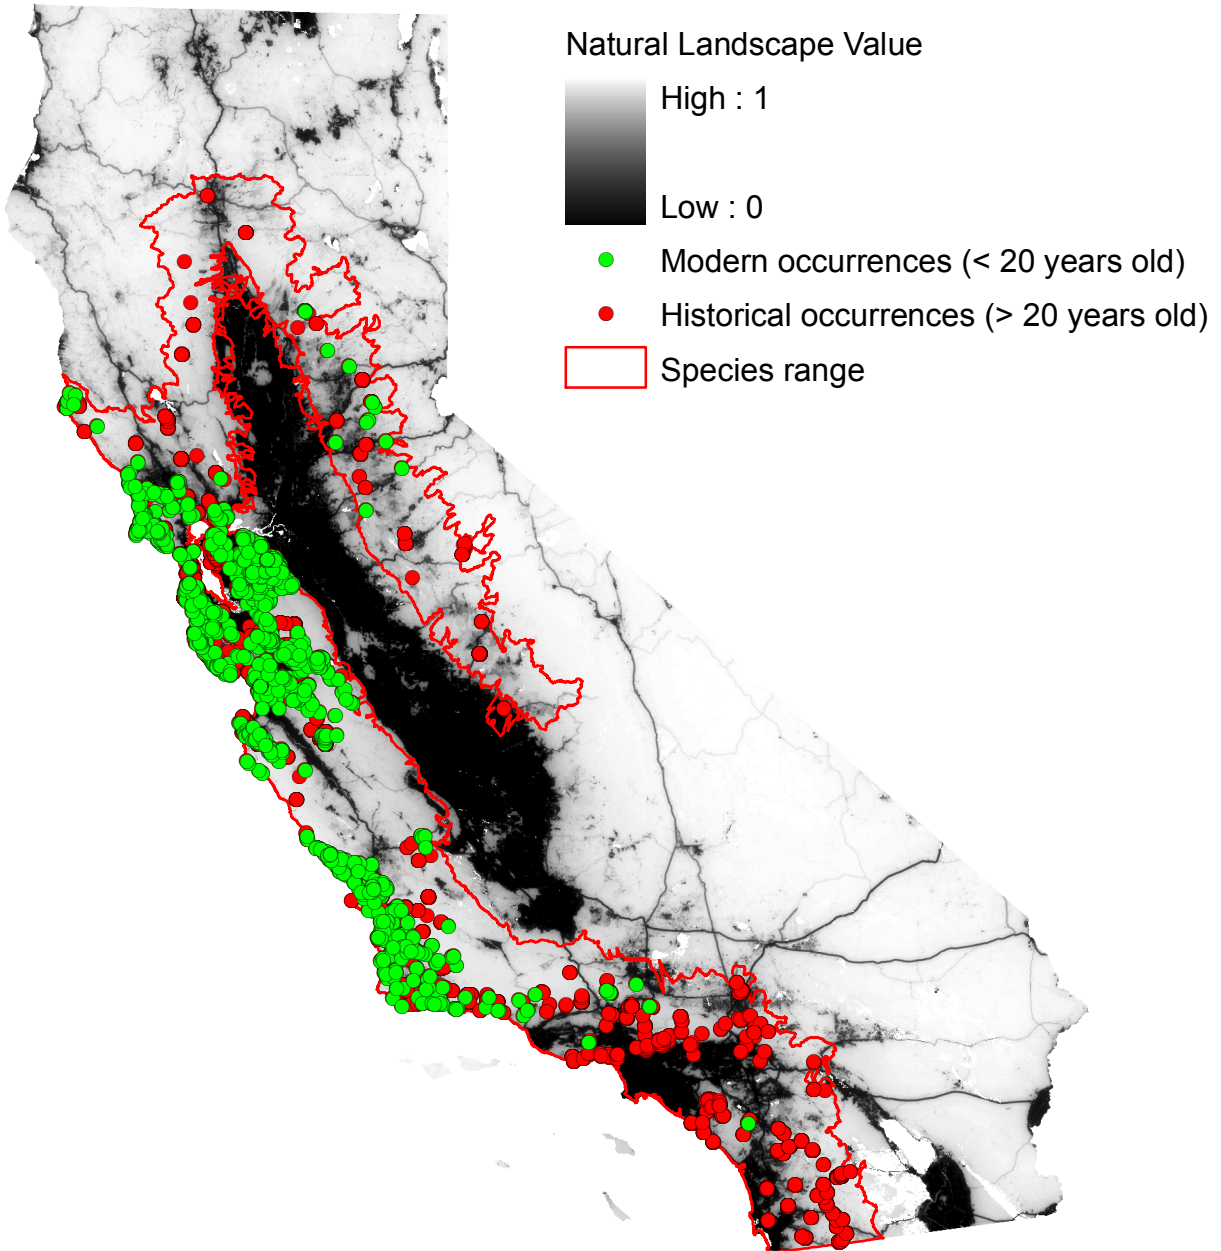 Natural Landscape Value
High : 1
Low : 0
Modern occurrences (< 20 years old)
Historical occurrences (> 20 years old)
Species range